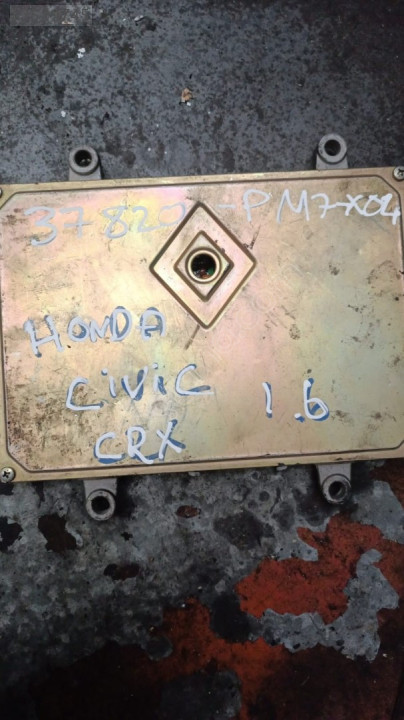 37820-PM7-X04
HONDA
CiViC 1.6
CRX